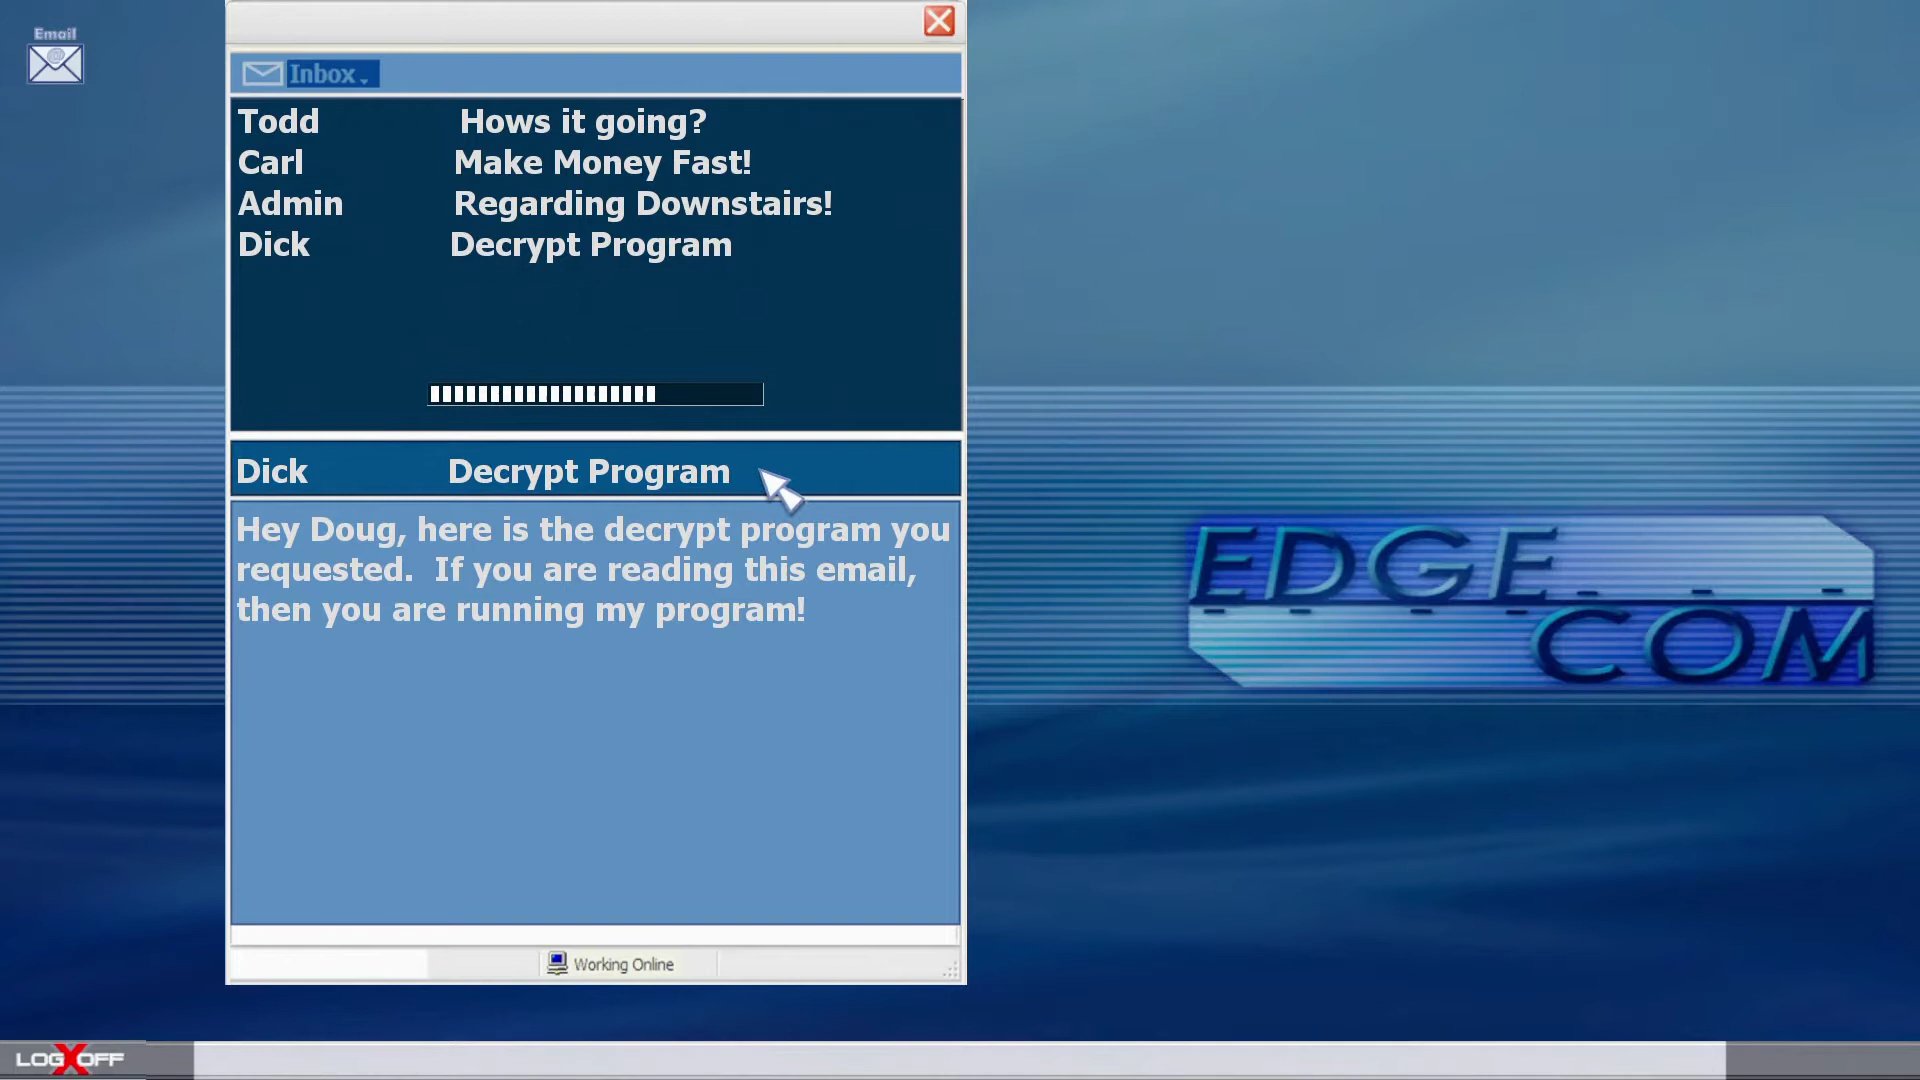 Email
Inbox
Todd Hows it going?
Carl Make Money Fast!
Admin Regarding Downstairs!
Dick Decrypt Program
Dick Decrypt Program
Hey Doug, here is the decrypt program you
requested. If you are reading this email,
then you are running my program!
EDGE
COM
Working Online
LOG X OFF